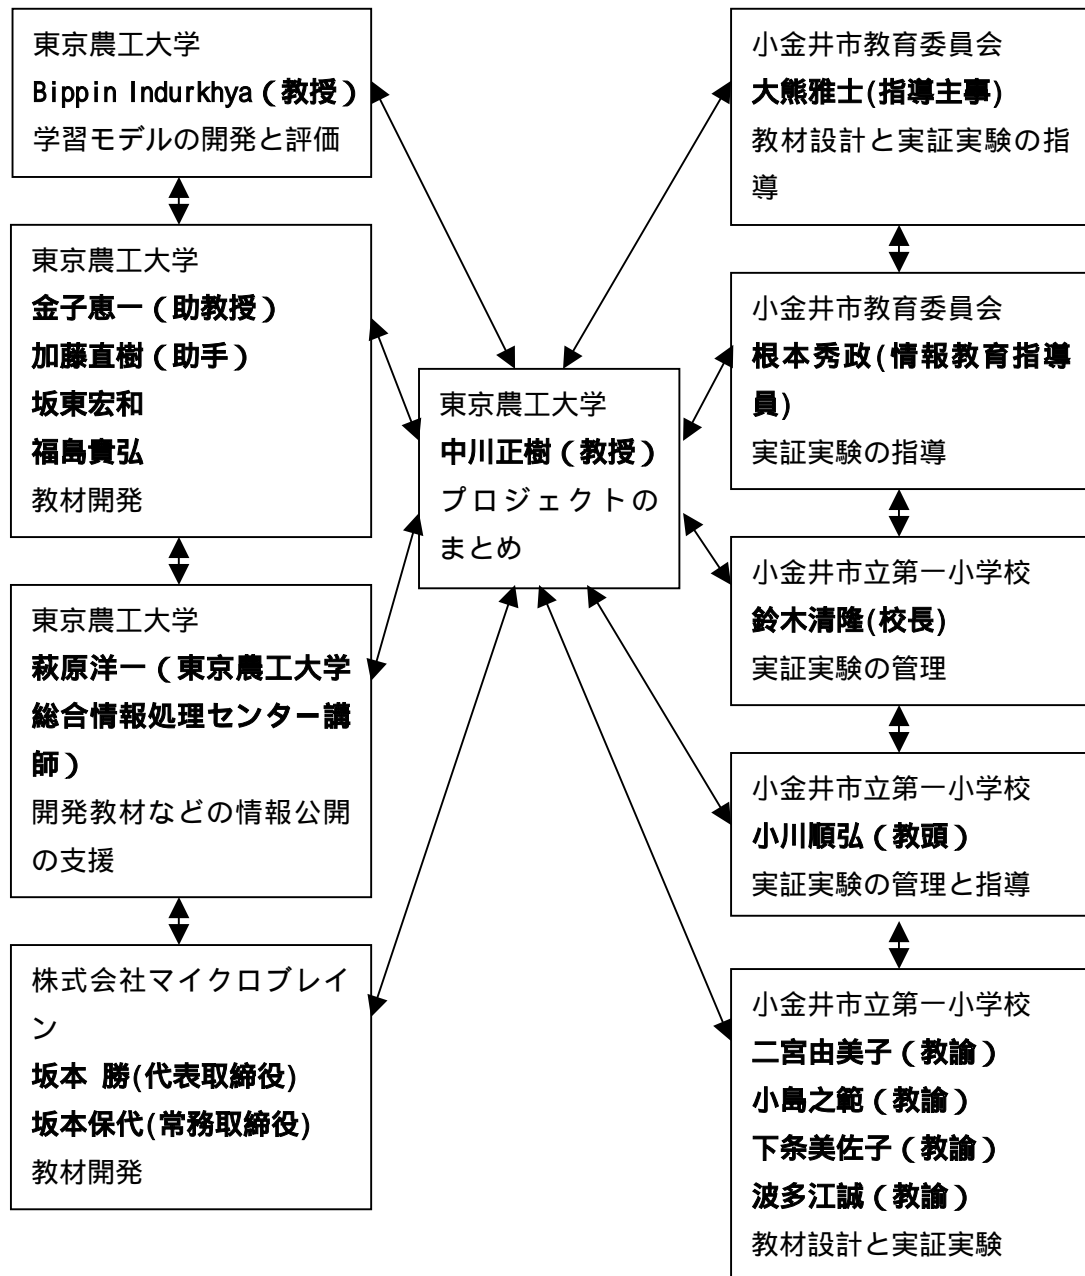 東京農工大学
Bippin Indurkhya（教授）
学習モデルの開発と評価
東京農工大学
金子恵一（助教授）
加藤直樹（助手）
坂東宏和
福島貴弘
教材開発
東京農工大学
萩原洋一（東京農工大学
総合情報処理センター講
師）
開発教材などの情報公開
の支援
株式会社マイクロブレイ
ン
坂本 勝(代表取締役)
坂本保代(常務取締役)
教材開発
東京農工大学
中川正樹（教授）
プロジェクトの
まとめ
小金井市教育委員会
大熊雅士(指導主事)
教材設計と実証実験の指
導
小金井市教育委員会
根本秀政(情報教育指導
員)
実証実験の指導
小金井市立第一小学校
鈴木清隆(校長)
実証実験の管理
小金井市立第一小学校
小川順弘（教頭）
実証実験の管理と指導
小金井市立第一小学校
二宮由美子（教諭）
小島之範（教諭）
下条美佐子（教諭）
波多江誠（教諭）
教材設計と実証実験